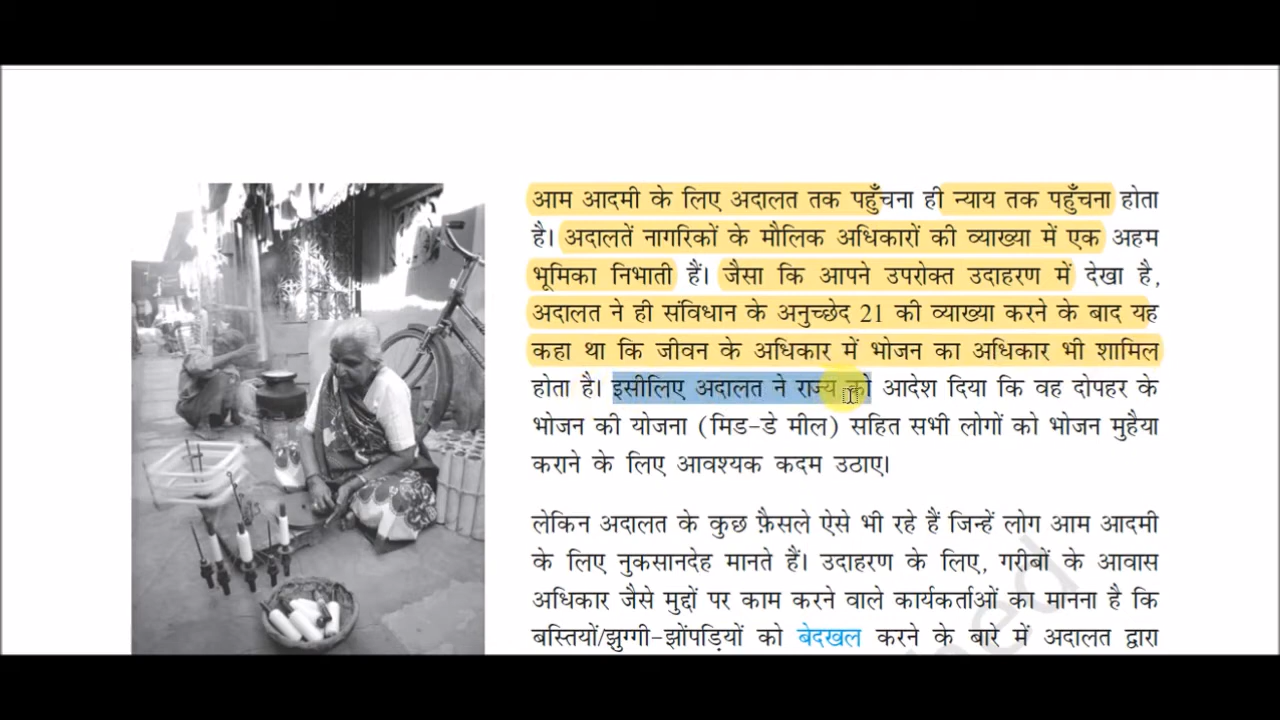 आम आदमी के लिए अदालत तक पहुँचना ही न्याय तक पहुँचना होता
है। अदालतें नागरिकों के मौलिक अधिकारों की व्याख्या में एक अहम
भूमिका निभाती हैं। जैसा कि आपने उपरोक्त उदाहरण में देखा है,
अदालत ने ही संविधान के अनुच्छेद 21 की व्याख्या करने के बाद यह
कहा था कि जीवन के अधिकार में भोजन का अधिकार भी शामिल
होता है। इसीलिए अदालत ने राज्य को आदेश दिया कि वह दोपहर के
भोजन की योजना (मिड-डे मील) सहित सभी लोगों को भोजन मुहैया
कराने के लिए आवश्यक कदम उठाए।
लेकिन अदालत के कुछ फ़ैसले ऐसे भी रहे हैं जिन्हें लोग आम आदमी
के लिए नुकसानदेह मानते हैं। उदाहरण के लिए, गरीबों के आवास
अधिकार जैसे मुद्दों पर काम करने वाले कार्यकर्ताओं का मानना है कि
बस्तियों/झुग्गी-झोंपड़ियों को बेदखल करने के बारे में अदालत द्वारा